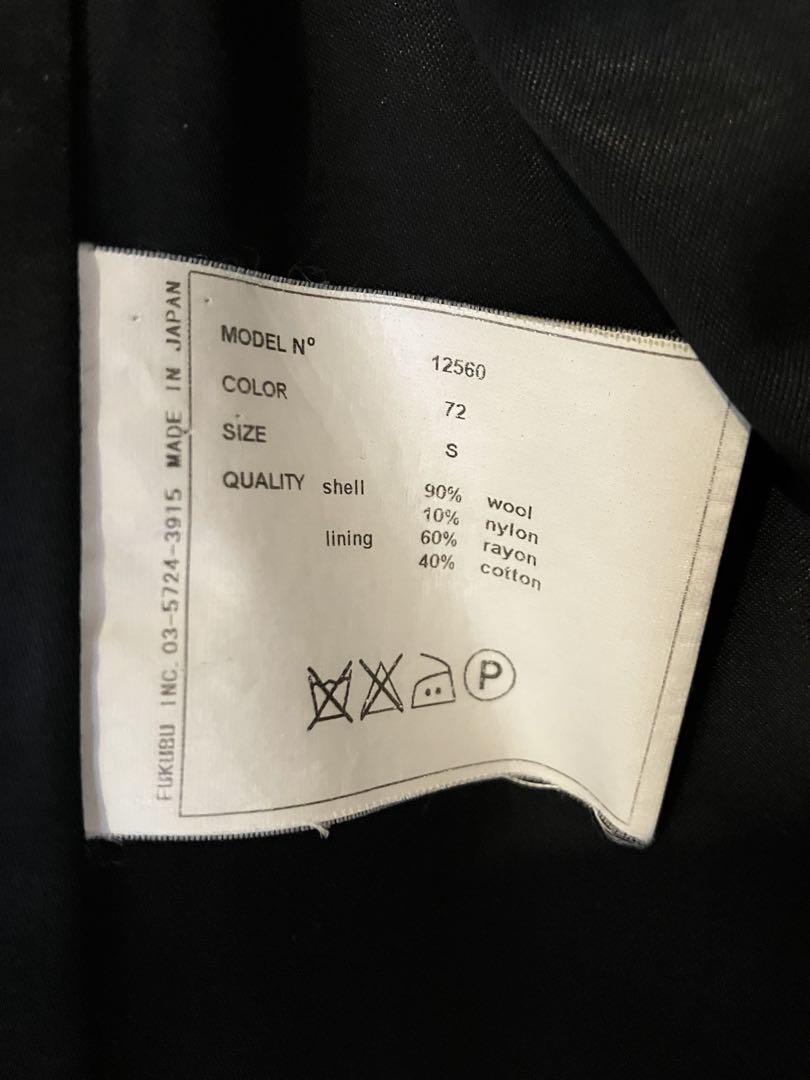 MODEL Nº 12560
COLOR 72
SIZE S
QUALITY shell 90% wool
10% nylon
lining 60% rayon
40% cotton
P
FUKUBU INC. 03-5724-3915 MADE IN JAPAN